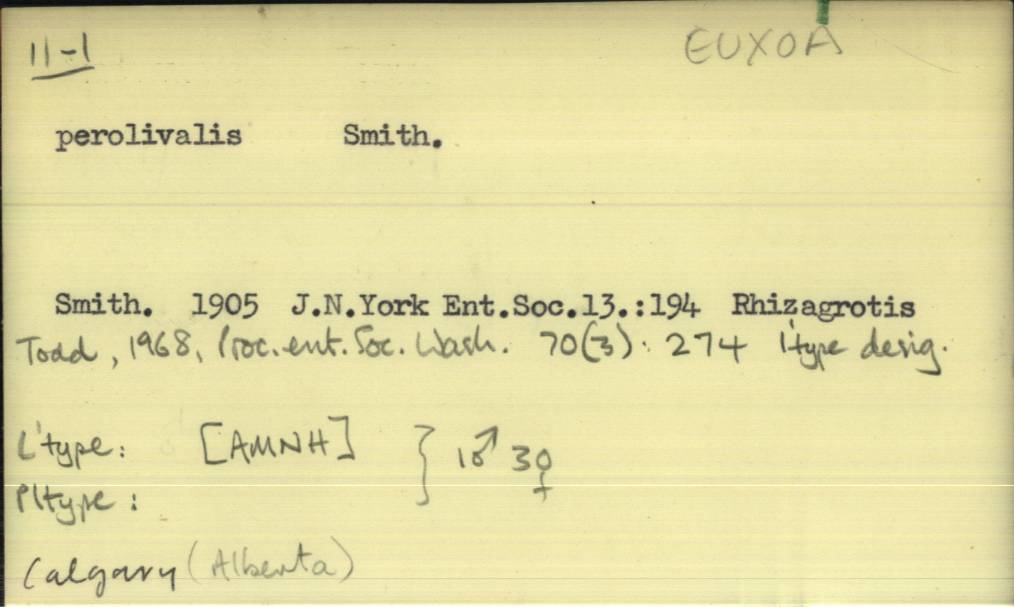 11-1 EUXOA
perolivalis Smith.
Smith. 1905 J.N.York Ent.Soc.13.:194 Rhizagrotis
Todd, 1968, Proc.ent.Soc.Wash. 70(3): 274 l'type desig.
L'type: [AMNH] } 1♂ 3♀
Pltype:
Calgary (Alberta)